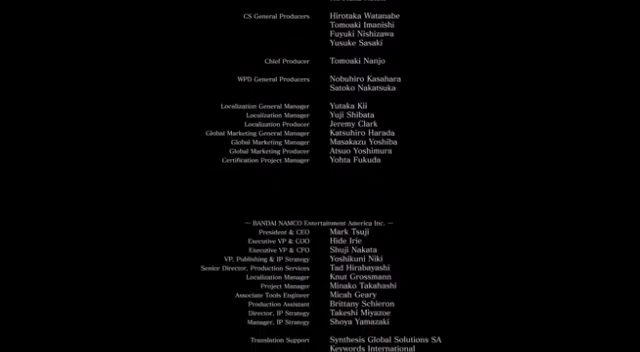 CS General Producers Hirotaka Watanabe
Tomoaki Imanishi
Fuyuki Nishizawa
Yusuke Sasaki
Chief Producer Tomoaki Nanjo
WPD General Producers Nobuhiro Kasahara
Satoko Nakatsuka
Localization General Manager Yutaka Kii
Localization Manager Yuji Shibata
Localization Producer Jeremy Clark
Global Marketing General Manager Katsuhiro Harada
Global Marketing Manager Masakazu Yoshiba
Global Marketing Producer Atsuo Yoshimura
Certification Project Manager Yohta Fukuda
— BANDAI NAMCO Entertainment America Inc. —
President & CEO Mark Tsuji
Executive VP & COO Hide Irie
Executive VP & CFO Shuji Nakata
VP, Publishing & IP Strategy Yoshikuni Niki
Senior Director, Production Services Tad Hirabayashi
Localization Manager Knut Grossmann
Project Manager Minako Takahashi
Associate Tools Engineer Micah Geary
Production Assistant Brittany Schieron
Director, IP Strategy Takeshi Miyazoe
Manager, IP Strategy Shoya Yamazaki
Translation Support Synthesis Global Solutions SA
Keywords International